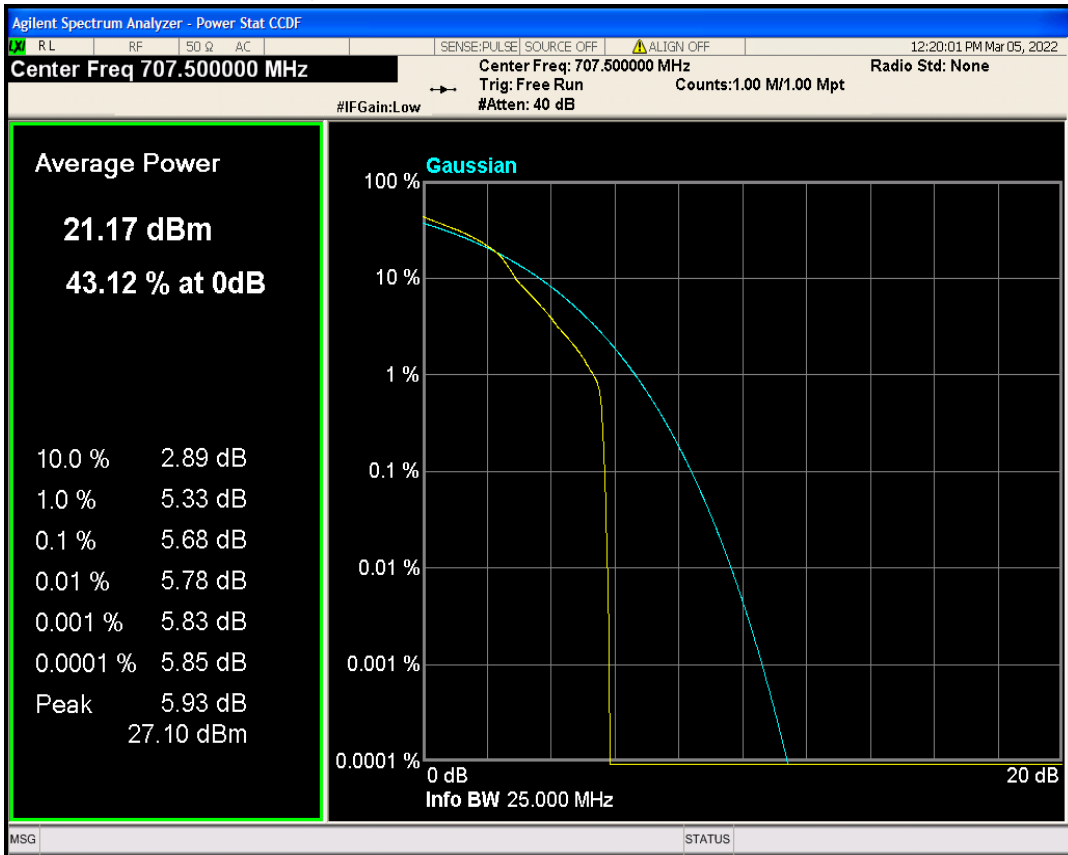 Agilent Spectrum Analyzer - Power Stat CCDF
LXI RL RF 50 Ω AC SENSE:PULSE SOURCE OFF ALIGN OFF 12:20:01 PM Mar 05, 2022
Center Freq 707.500000 MHz
Center Freq: 707.500000 MHz Radio Std: None
Trig: Free Run Counts:1.00 M/1.00 Mpt
#IFGain:Low #Atten: 40 dB
Average Power
21.17 dBm
43.12 % at 0dB
10.0 % 2.89 dB
1.0 % 5.33 dB
0.1 % 5.68 dB
0.01 % 5.78 dB
0.001 % 5.83 dB
0.0001 % 5.85 dB
Peak 5.93 dB
27.10 dBm
Gaussian
100 %
10 %
1 %
0.1 %
0.01 %
0.001 %
0.0001 %
0 dB 20 dB
Info BW 25.000 MHz
MSG STATUS